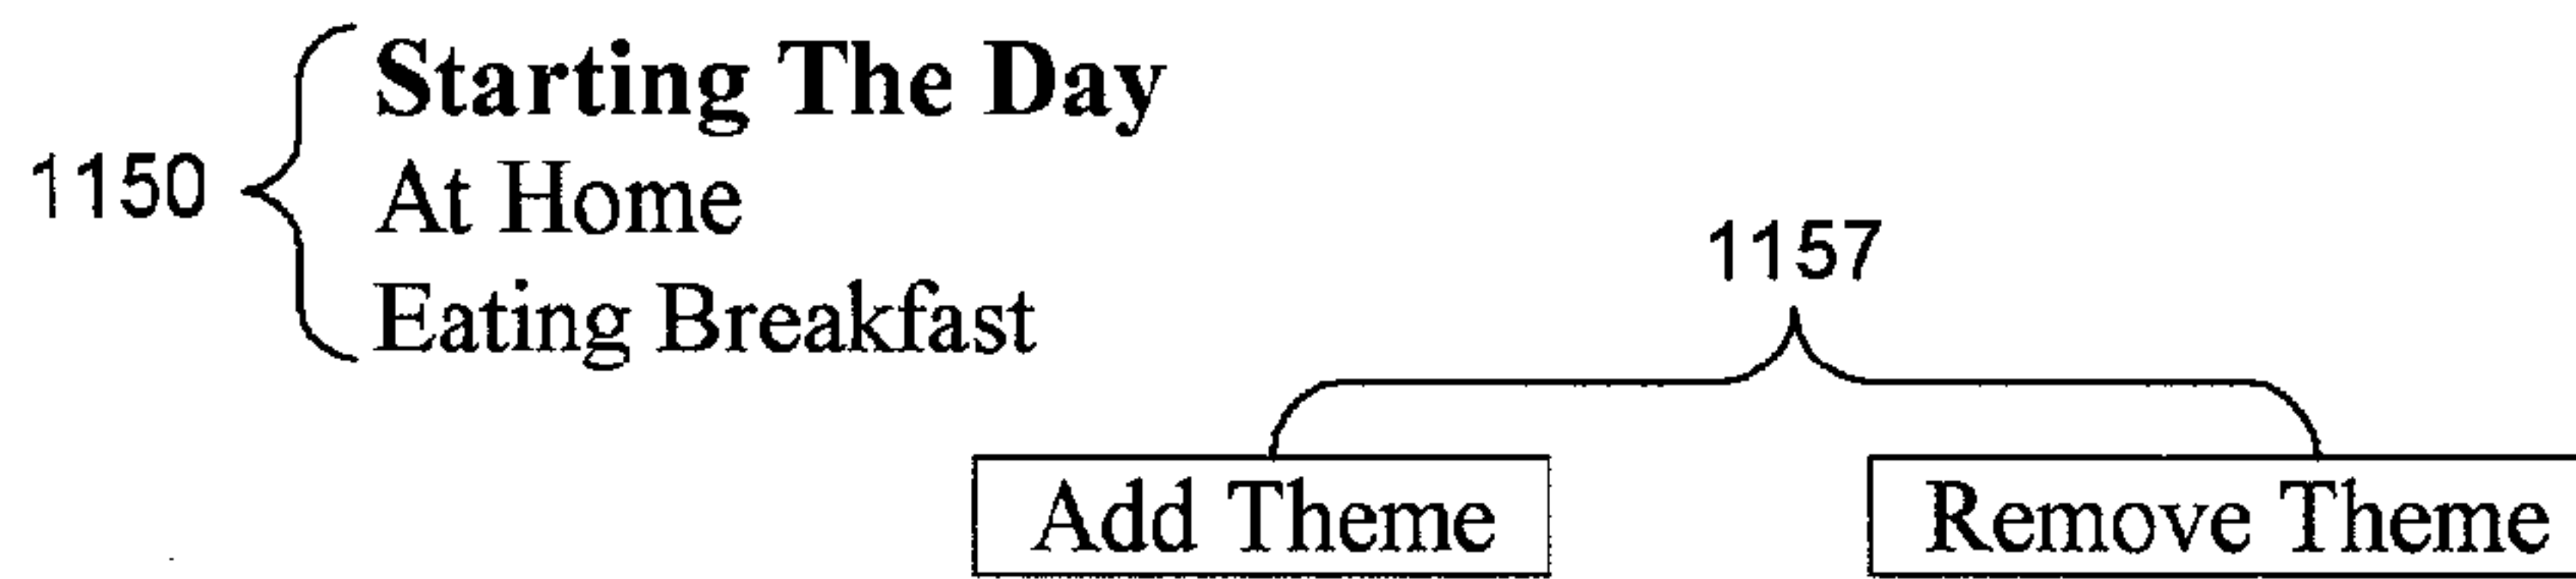 Starting The Day
1150
At Home
Eating Breakfast
1157
Add Theme
Remove Theme